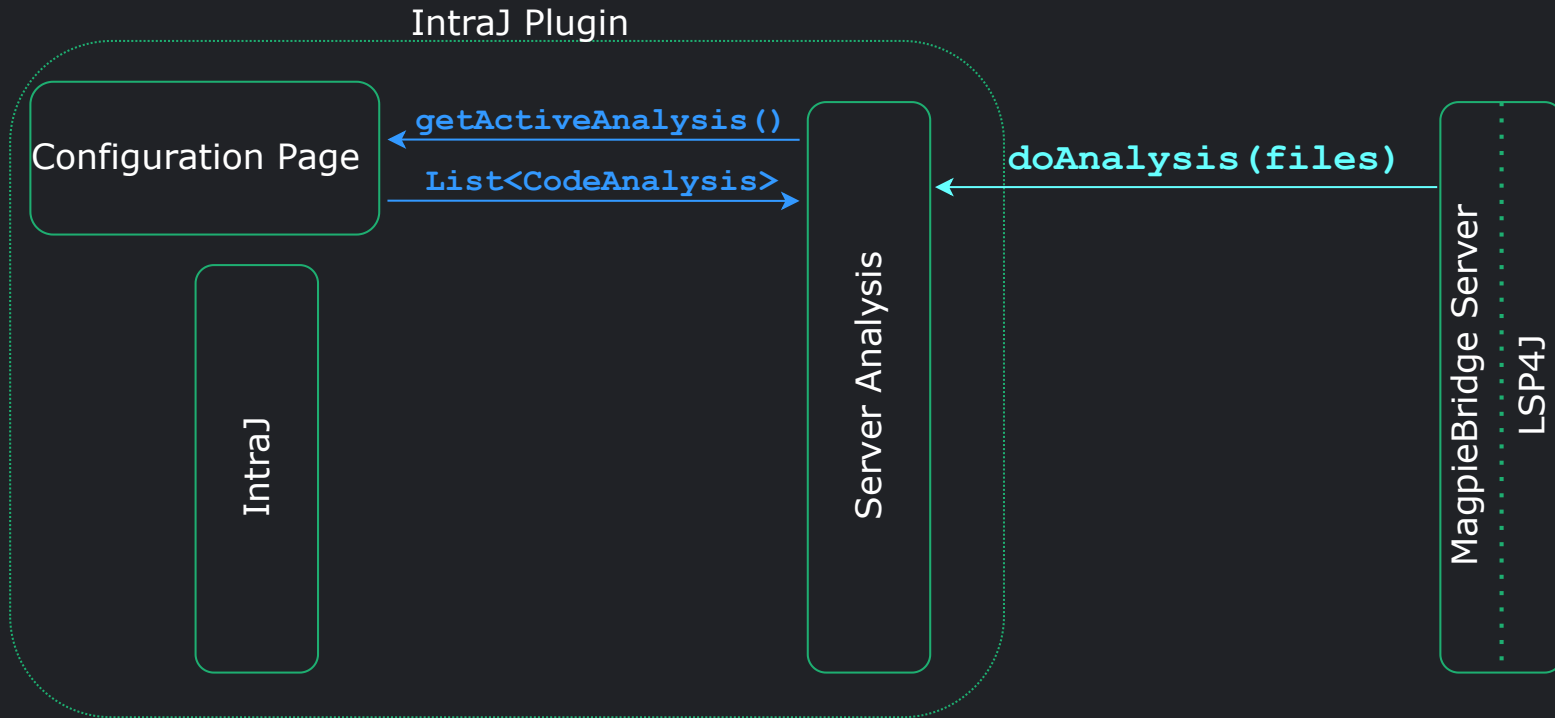 IntraJ Plugin
Configuration Page
getActiveAnalysis()
List<CodeAnalysis>
doAnalysis(files)
IntraJ
Server Analysis
MagpieBridge Server
LSP4J